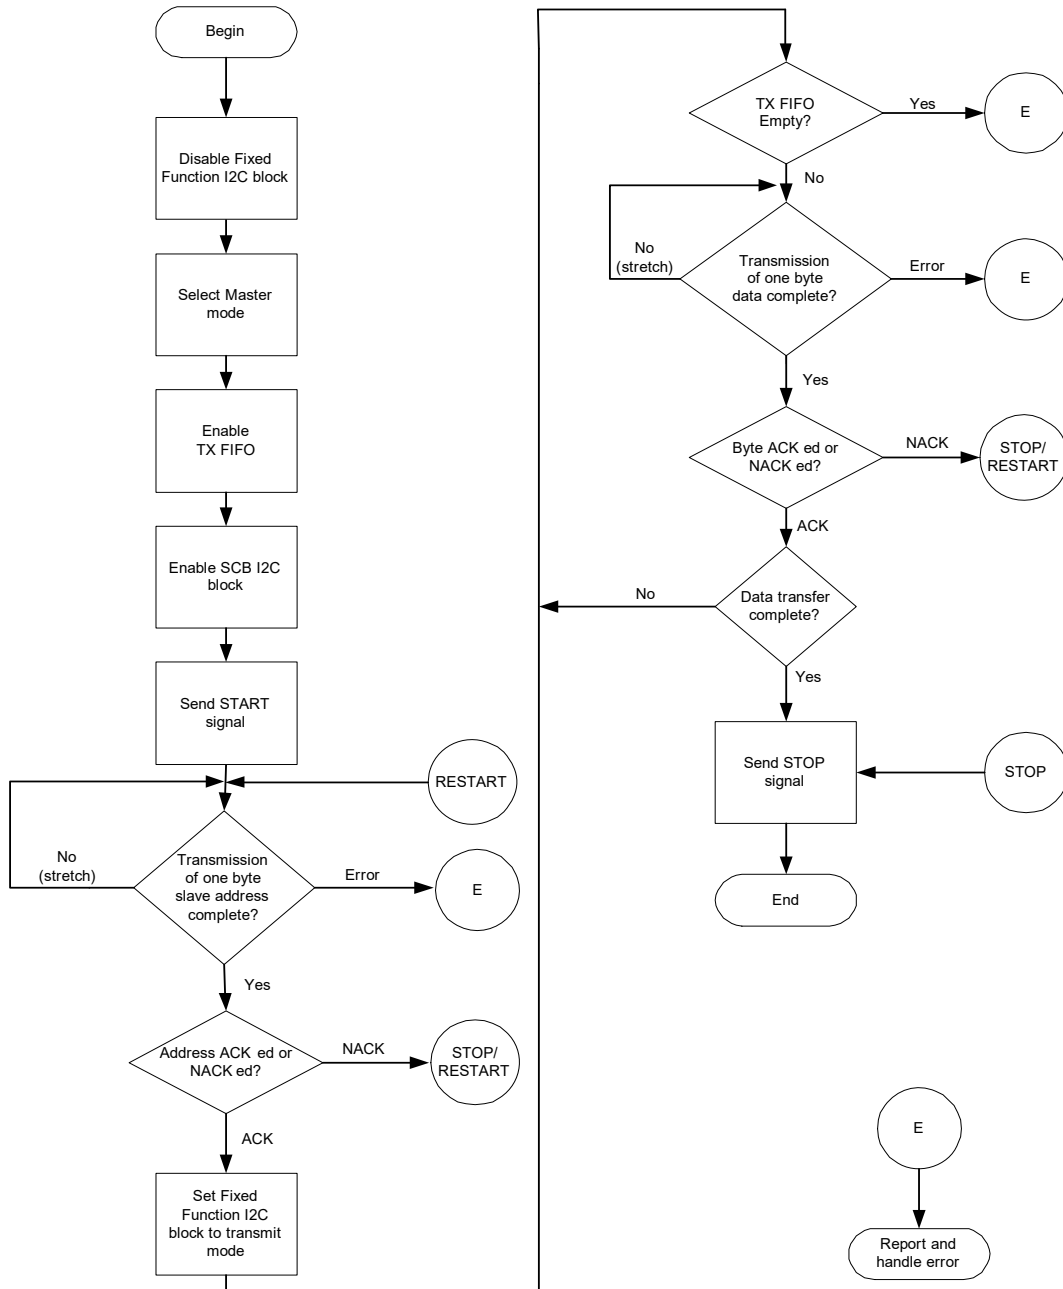 Begin
Disable Fixed
Function I2C block
Select Master
mode
Enable
TX FIFO
Enable SCB I2C
block
Send START
signal
RESTART
No
(stretch)
Transmission
of one byte
slave address
complete?
Error
E
Yes
Address ACK ed or
NACK ed?
NACK
STOP/
RESTART
ACK
Set Fixed
Function I2C
block to transmit
mode
TX FIFO
Empty?
Yes
E
No
No
(stretch)
Transmission
of one byte
data complete?
Error
E
Yes
Byte ACK ed or
NACK ed?
NACK
STOP/
RESTART
ACK
No
Data transfer
complete?
Yes
Send STOP
signal
STOP
End
E
Report and
handle error